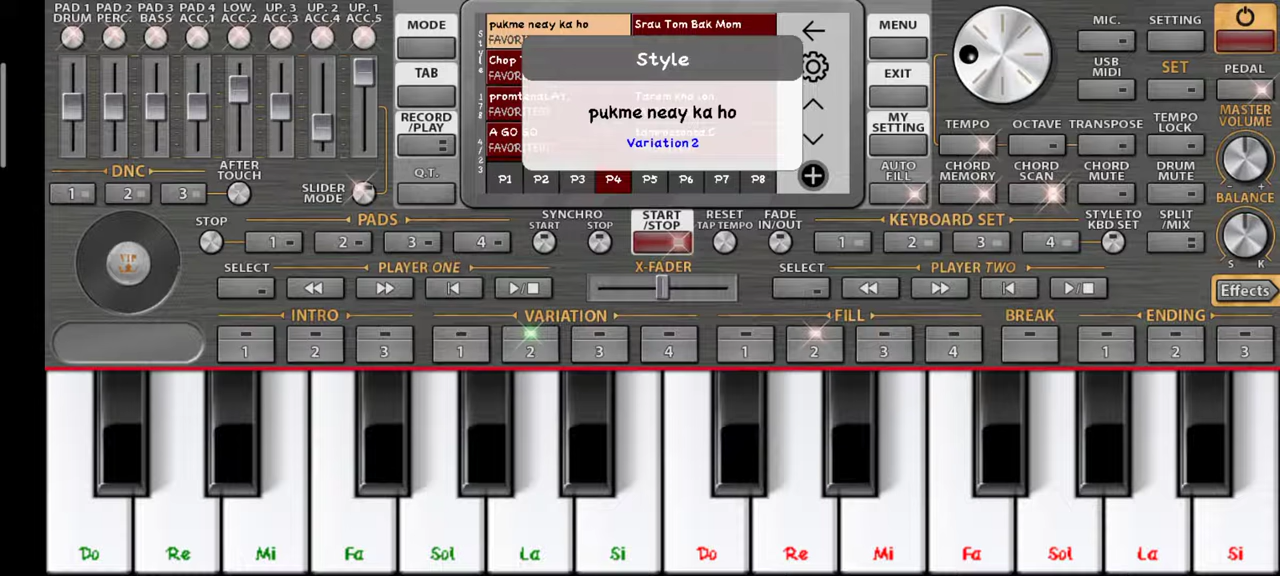 PAD 1 PAD 2 PAD 3 PAD 4 LOW. UP. 3 UP. 2 UP. 1
DRUM PERC. BASS ACC.1 ACC.2 ACC.3 ACC.4 ACC.5
MODE
TAB
RECORD
/PLAY
Q.T.
DNC
1 2 3
AFTER
TOUCH
SLIDER
MODE
pukme neay ka ho
Srau Tom Bak Mom
Chop
A GO GO
Style
pukme neay ka ho
Variation2
P1 P2 P3 P4 P5 P6 P7 P8
MENU
EXIT
MY
SETTING
AUTO
FILL
MIC.
SETTING
USB
MIDI
SET
PEDAL
TEMPO
OCTAVE
TRANSPOSE
TEMPO
LOCK
CHORD
MEMORY
CHORD
SCAN
CHORD
MUTE
DRUM
MUTE
MASTER
VOLUME
- +
BALANCE
S K
STOP
PADS
1 2 3 4
SYNCHRO
START STOP
START
/STOP
RESET
TAP TEMPO
FADE
IN/OUT
KEYBOARD SET
1 2 3 4
STYLE TO
KBD SET
SPLIT
/MIX
VIP
SELECT
PLAYER ONE
X-FADER
SELECT
PLAYER TWO
Effects
INTRO
1 2 3
VARIATION
1 2 3 4
FILL
1 2 3 4
BREAK
ENDING
1 2 3
Do Re Mi Fa Sol La Si Do Re Mi Fa Sol La Si